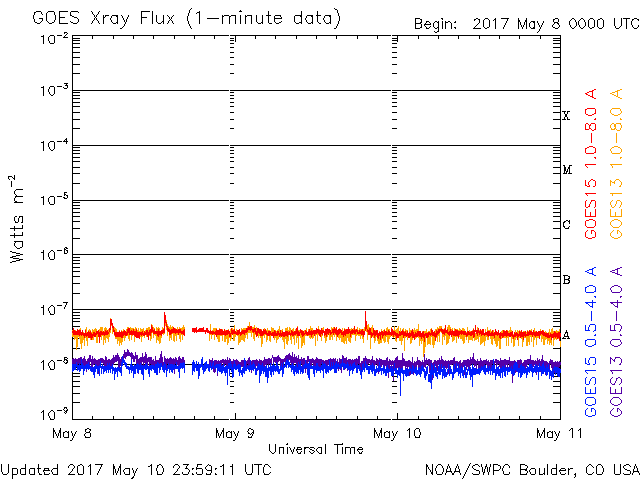 GOES Xray Flux (1-minute data)
Begin: 2017 May 8 0000 UTC
10-2
10-3
10-4
10-5
10-6
10-7
10-8
10-9
Watts m-2
X
M
C
B
A
GOES15 1.0-8.0 A
GOES13 1.0-8.0 A
GOES15 0.5-4.0 A
GOES13 0.5-4.0 A
May 8
May 9
May 10
May 11
Universal Time
Updated 2017 May 10 23:59:11 UTC
NOAA/SWPC Boulder, CO USA